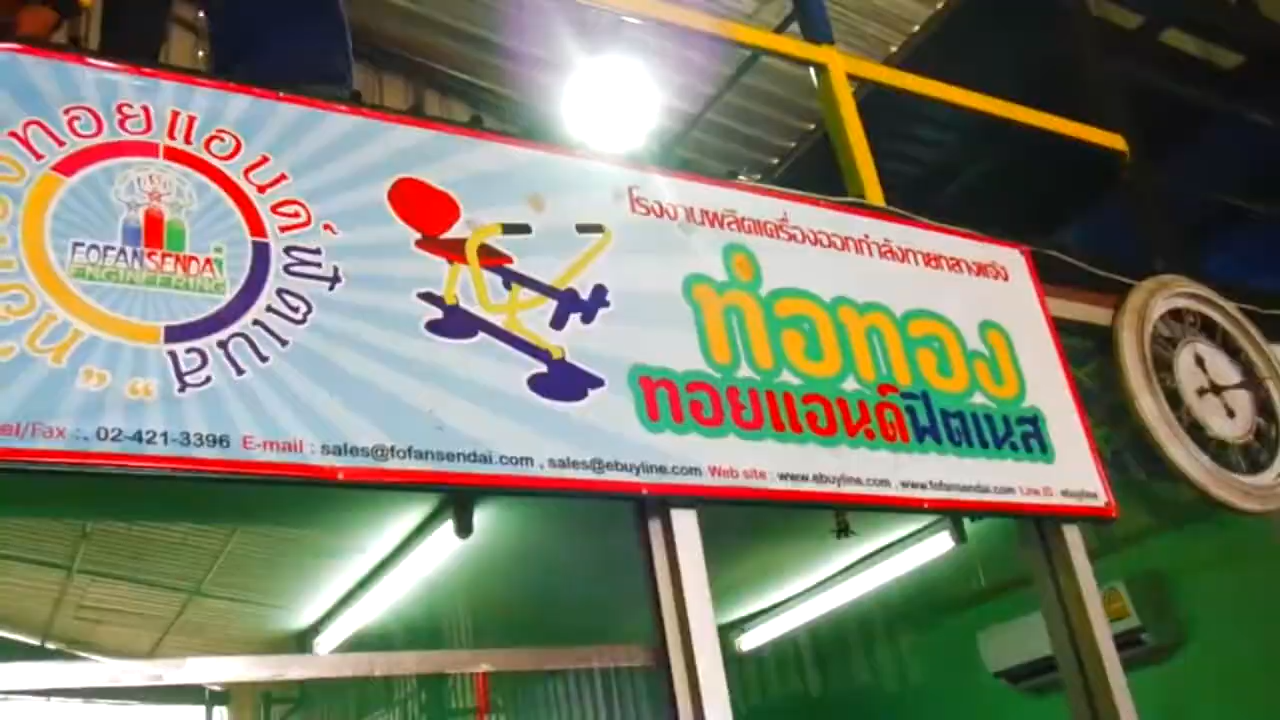 ทอยแอนด์ฟิตเนส
FOFANSENDAI
ENGINEERING
โรงงานผลิตเครื่องออกกำลังกายกลางแจ้ง
ท่อทอง
ทอยแอนด์ฟิตเนส
el/Fax :. 02-421-3396 E-mail : sales@fofansendai.com , sales@ebuyline.com Web site : www.ebuyline.com , www.fofansendai.com Line ID : ebuyline